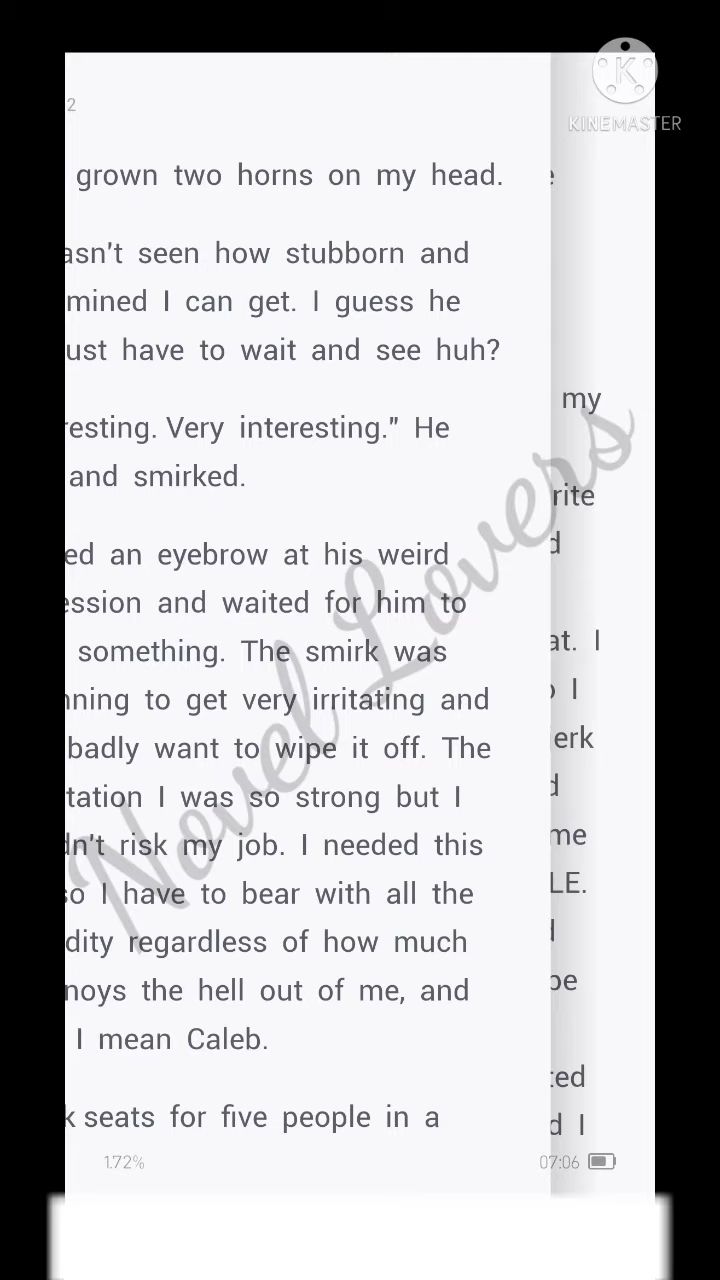 2
KINEMASTER
grown two horns on my head.
asn't seen how stubborn and
mined I can get. I guess he
ust have to wait and see huh?
resting. Very interesting." He
and smirked.
ed an eyebrow at his weird
ession and waited for him to
something. The smirk was
nning to get very irritating and
badly want to wipe it off. The
tation I was so strong but I
dn't risk my job. I needed this
so I have to bear with all the
dity regardless of how much
noys the hell out of me, and
I mean Caleb.
k seats for five people in a
e
my
rite
d
at. I
o I
erk
d
me
LE.
d
be
ted
d I
Novel Lovers
1.72%
07:06